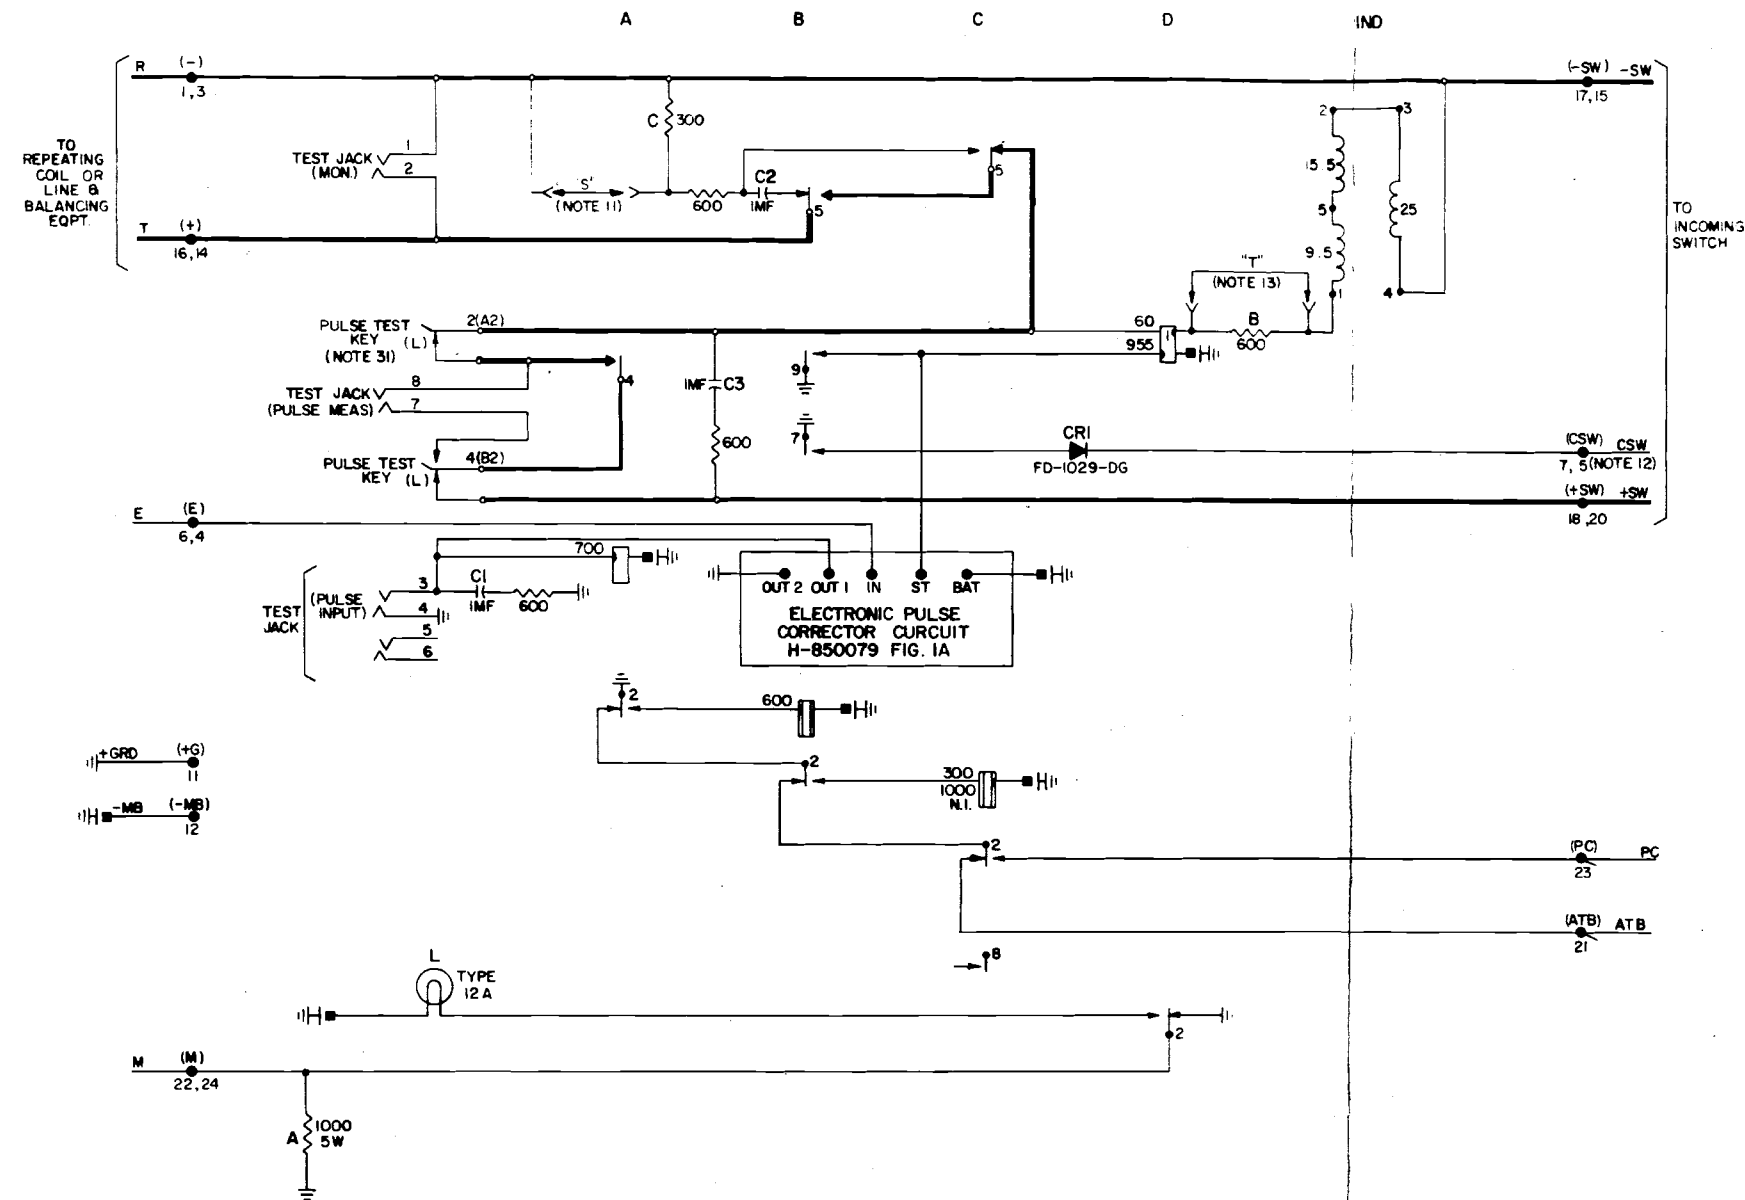 A B C D IND
R (-) (-SW) -SW
1,3 17,15
TO
REPEATING
COIL OR
LINE &
BALANCING
EQPT.
C 300
2 3
TEST JACK
(MON.)
1
2
15.5
"S"
(NOTE 11)
600
C2
1MF
5
5
5
25
9.5
T (+)
16,14
TO
INCOMING
SWITCH
"T"
(NOTE 13)
1 4
PULSE TEST
KEY (L)
(NOTE 31)
2(A2)
60
955
B
600
1MF C3
9
4
TEST JACK
(PULSE MEAS)
8
7
600
7
CR1
FD-1029-DG
(CSW) CSW
7, 5(NOTE 12)
PULSE TEST
KEY (L)
4(B2)
(+SW) +SW
18,20
E (E)
6,4
700
TEST
JACK
(PULSE
INPUT)
3
4
5
6
C1
1MF
600
OUT 2 OUT 1 IN ST BAT
ELECTRONIC PULSE
CORRECTOR CURCUIT
H-850079 FIG. 1A
2
600
+GRD (+G)
11
2
300
1000
N.I.
-MB (-MB)
12
2
(PC) PC
23
(ATB) ATB
21
8
L
TYPE
12A
2
M (M)
22,24
A
1000
5W